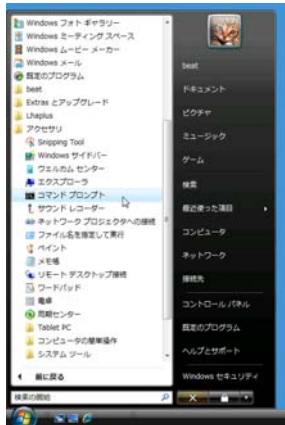 Windows フォト ギャラリー
Windows ミーティング スペース
Windows ムービー メーカー
Windows メール
既定のプログラム
beat
Extras とアップグレード
Lhaplus
アクセサリ
Snipping Tool
Windows サイドバー
ウェルカム センター
エクスプローラ
コマンド プロンプト
サウンド レコーダー
ネットワーク プロジェクタへの接続
ファイル名を指定して実行
ペイント
メモ帳
リモート デスクトップ接続
ワードパッド
電卓
同期センター
Tablet PC
コンピュータの簡単操作
システム ツール
前に戻る
検索の開始
beat
ドキュメント
ピクチャ
ミュージック
ゲーム
検索
最近使った項目
コンピュータ
ネットワーク
接続先
コントロール パネル
既定のプログラム
ヘルプとサポート
Windows セキュリティ